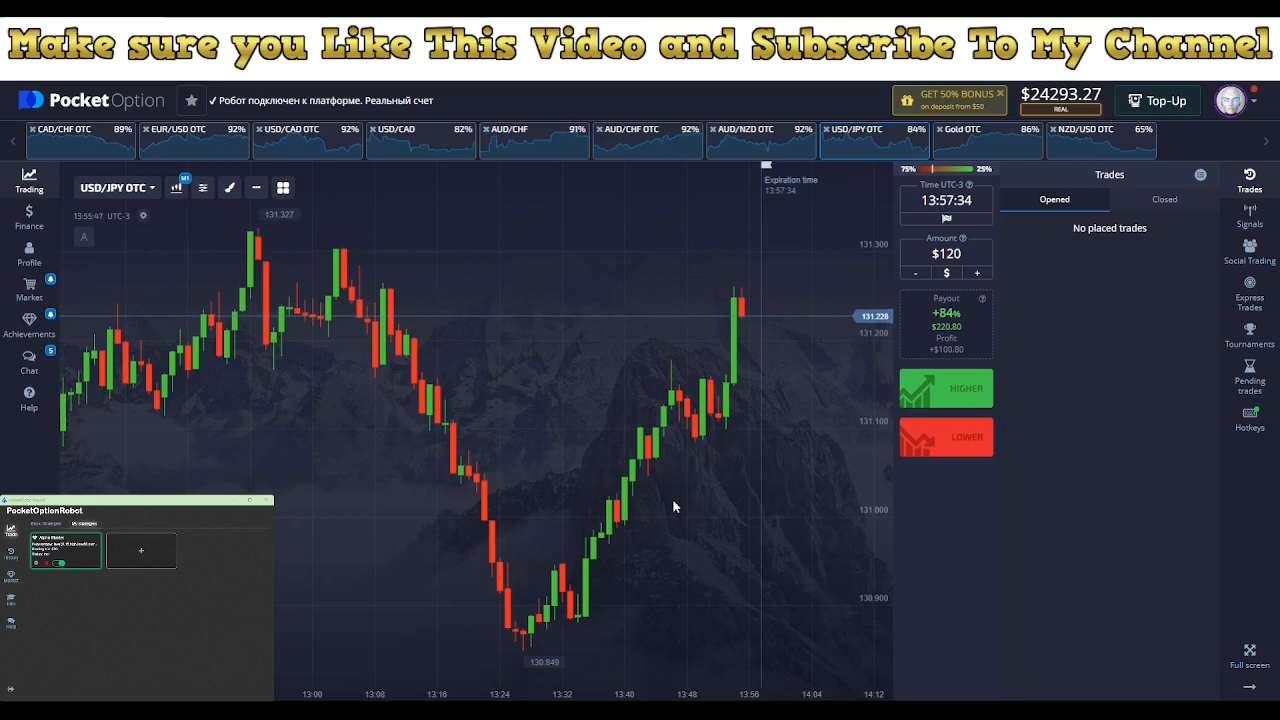 Make sure you Like This Video and Subscribe To My Channel
PocketOption
✓ Робот подключен к платформе. Реальный счет
GET 50% BONUS
on deposit from $50
$24293.27
REAL
Top-Up
CAD/CHF OTC 89%
EUR/USD OTC 92%
USD/CAD OTC 92%
USD/CAD 82%
AUD/CHF 91%
AUD/CHF OTC 92%
AUD/NZD OTC 92%
USD/JPY OTC 84%
Gold OTC 86%
NZD/USD OTC 65%
Trading
Finance
Profile
Market
Achievements
5
Chat
Help
USD/JPY OTC
M1
13:55:47 UTC-3
A
131.327
Expiration time
13:57:34
131.300
131.228
131.200
131.100
131.000
130.900
130.849
13:00
13:08
13:16
13:24
13:32
13:40
13:48
13:56
14:04
14:12
75%
25%
Time UTC-3
13:57:34
Amount
$120
- $ +
Payout
+84%
$220.80
Profit
+$100.80
HIGHER
LOWER
Trades
Opened
Closed
No placed trades
Trades
Signals
Social Trading
Express
Trades
Tournaments
Pending
trades
Hotkeys
Full screen
PocketOptionRobot
My strategies
Trade
History
Market
Help